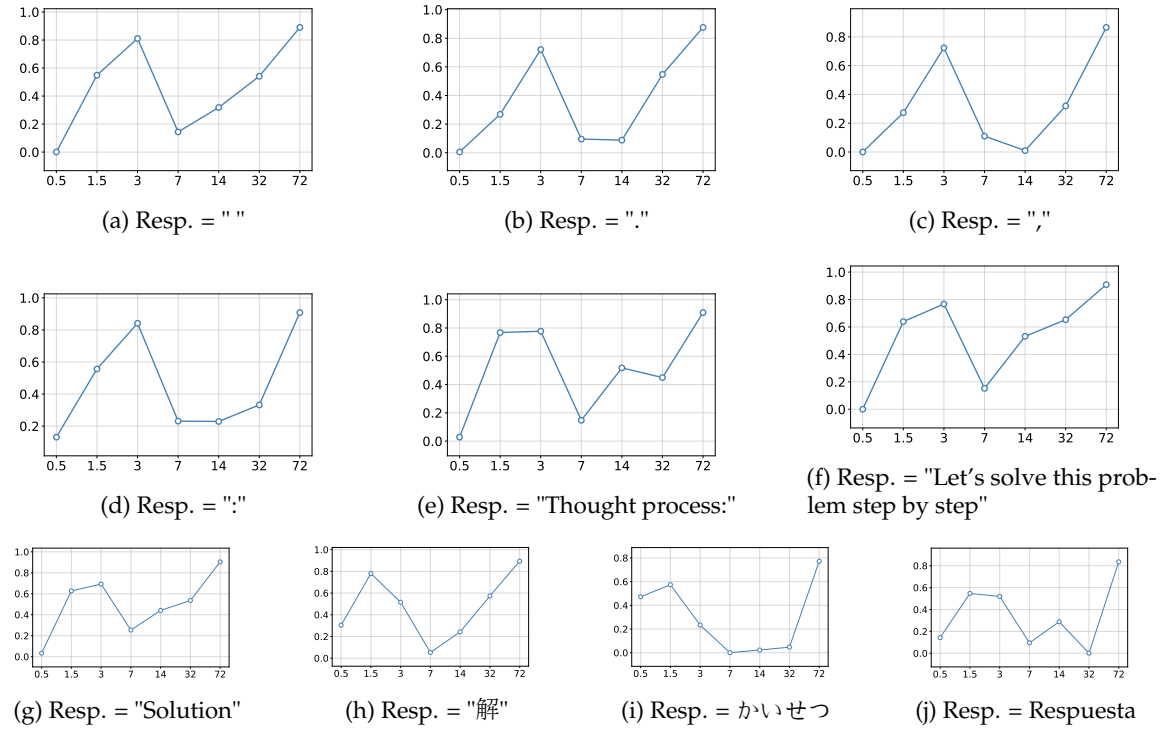 1.0
0.8
0.6
0.4
0.2
0.0
0.5 1.5 3 7 14 32 72
(a) Resp. = " "
1.0
0.8
0.6
0.4
0.2
0.0
0.5 1.5 3 7 14 32 72
(b) Resp. = "."
0.8
0.6
0.4
0.2
0.0
0.5 1.5 3 7 14 32 72
(c) Resp. = ","
1.0
0.8
0.6
0.4
0.2
0.5 1.5 3 7 14 32 72
(d) Resp. = ":"
1.0
0.8
0.6
0.4
0.2
0.0
0.5 1.5 3 7 14 32 72
(e) Resp. = "Thought process:"
1.0
0.8
0.6
0.4
0.2
0.0
0.5 1.5 3 7 14 32 72
(f) Resp. = "Let's solve this prob-
lem step by step"
1.0
0.8
0.6
0.4
0.2
0.0
0.5 1.5 3 7 14 32 72
(g) Resp. = "Solution"
1.0
0.8
0.6
0.4
0.2
0.0
0.5 1.5 3 7 14 32 72
(h) Resp. = "解"
0.8
0.6
0.4
0.2
0.0
0.5 1.5 3 7 14 32 72
(i) Resp. = かいせつ
0.8
0.6
0.4
0.2
0.0
0.5 1.5 3 7 14 32 72
(j) Resp. = Respuesta